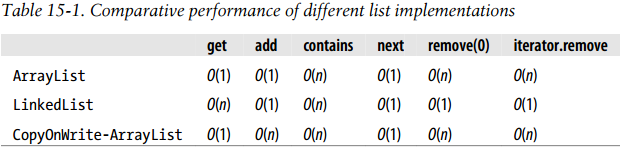 Table 15-1. Comparative performance of different list implementations
get add contains next remove(0) iterator.remove
ArrayList O(1) O(1) O(n) O(1) O(n) O(n)
LinkedList O(n) O(1) O(n) O(1) O(1) O(1)
CopyOnWrite-ArrayList O(1) O(n) O(n) O(1) O(n) O(n)